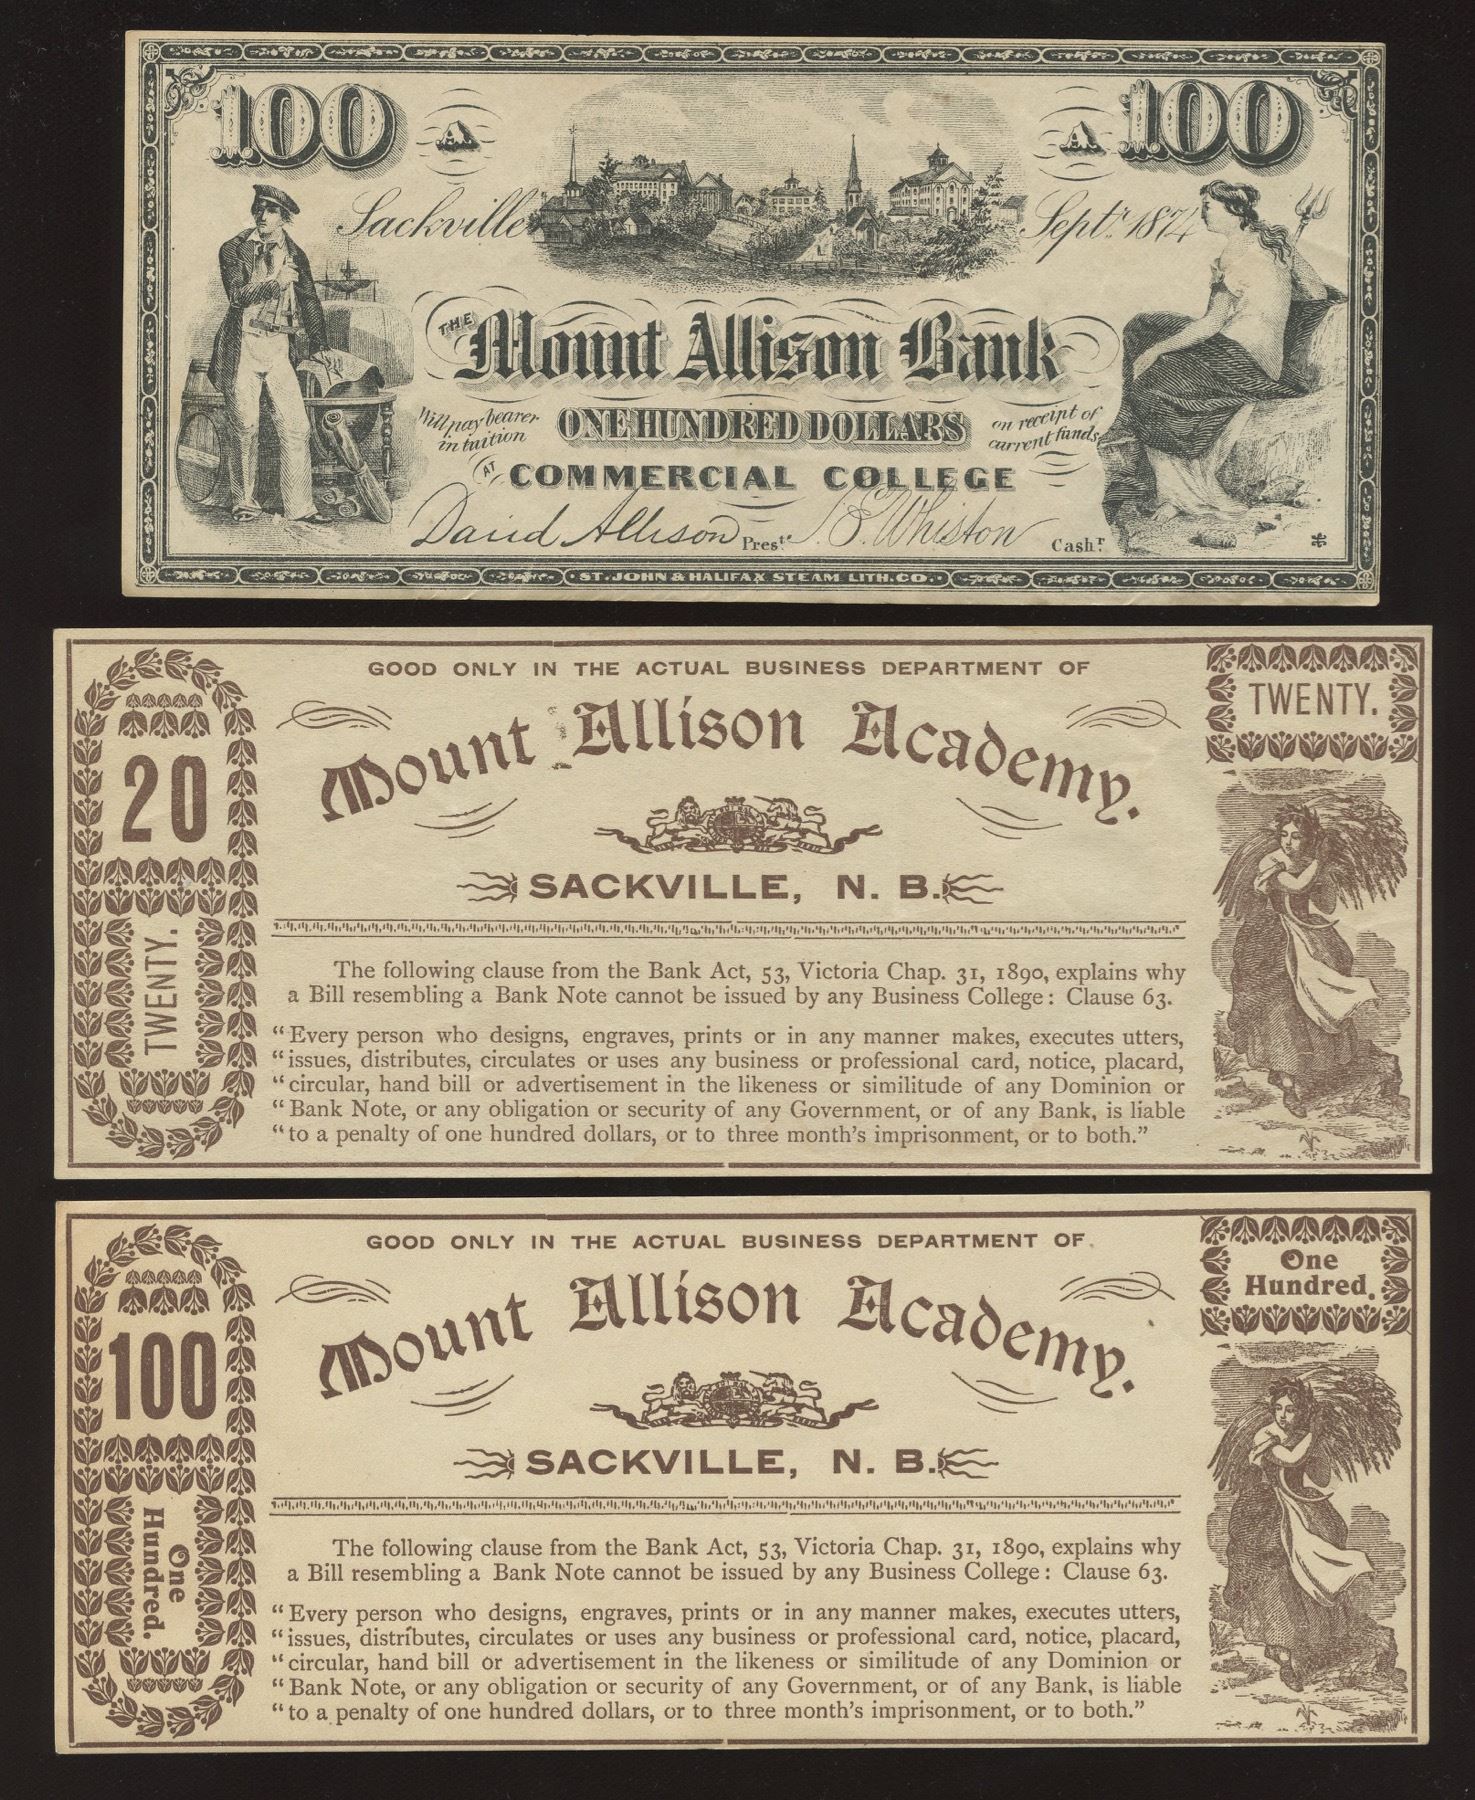 100 A A 100
Sackville Septr. 1874
THE
Mount Allison Bank
Will pay bearer
in tuition
ONE HUNDRED DOLLARS
on receipt of
current funds
AT
COMMERCIAL COLLEGE
David Allison Prest. S. E. Whiston Cashr.
ST. JOHN & HALIFAX STEAM LITH. CO.
GOOD ONLY IN THE ACTUAL BUSINESS DEPARTMENT OF
TWENTY.
Mount Allison Academy.
20
SACKVILLE, N. B.
TWENTY.
The following clause from the Bank Act, 53, Victoria Chap. 31, 1890, explains why
a Bill resembling a Bank Note cannot be issued by any Business College: Clause 63.
“Every person who designs, engraves, prints or in any manner makes, executes utters,
“issues, distributes, circulates or uses any business or professional card, notice, placard,
“circular, hand bill or advertisement in the likeness or similitude of any Dominion or
“Bank Note, or any obligation or security of any Government, or of any Bank, is liable
“to a penalty of one hundred dollars, or to three month’s imprisonment, or to both.”
GOOD ONLY IN THE ACTUAL BUSINESS DEPARTMENT OF
One
Hundred.
Mount Allison Academy.
100
SACKVILLE, N. B.
One
Hundred.
The following clause from the Bank Act, 53, Victoria Chap. 31, 1890, explains why
a Bill resembling a Bank Note cannot be issued by any Business College: Clause 63.
“Every person who designs, engraves, prints or in any manner makes, executes utters,
“issues, distributes, circulates or uses any business or professional card, notice, placard,
“circular, hand bill or advertisement in the likeness or similitude of any Dominion or
“Bank Note, or any obligation or security of any Government, or of any Bank, is liable
“to a penalty of one hundred dollars, or to three month’s imprisonment, or to both.”